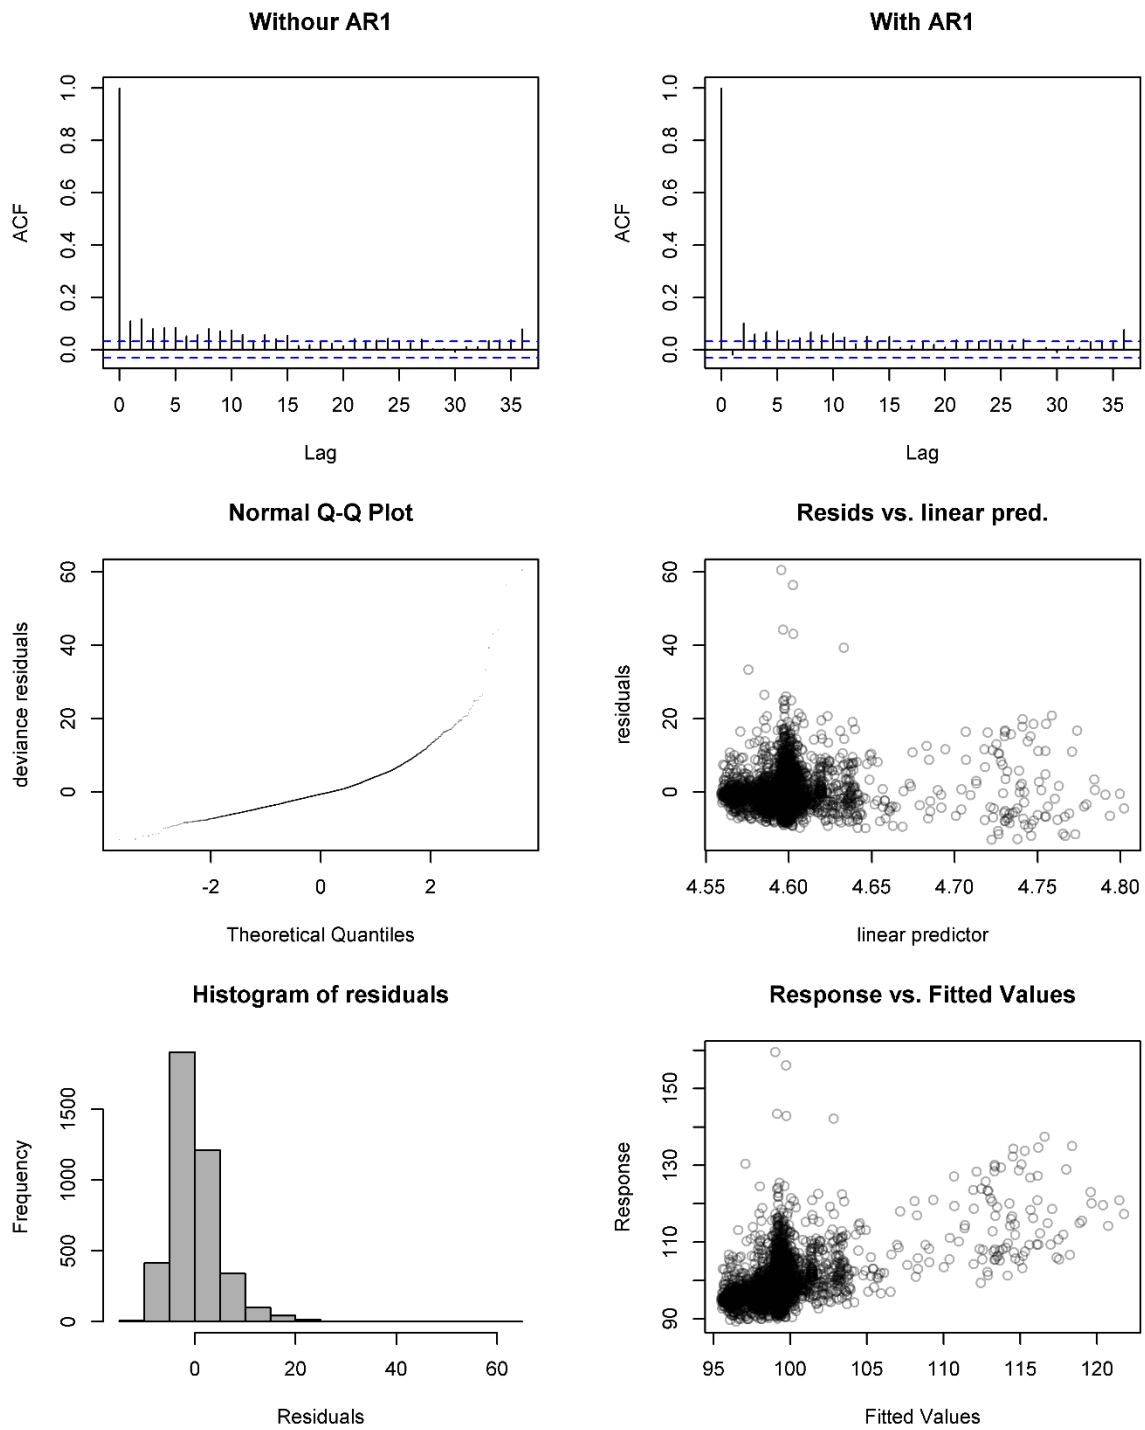 Withour AR1
ACF
0.0 0.2 0.4 0.6 0.8 1.0
0 5 10 15 20 25 30 35
Lag
With AR1
ACF
0.0 0.2 0.4 0.6 0.8 1.0
0 5 10 15 20 25 30 35
Lag
Normal Q-Q Plot
deviance residuals
0 20 40 60
-2 0 2
Theoretical Quantiles
Resids vs. linear pred.
residuals
0 20 40 60
4.55 4.60 4.65 4.70 4.75 4.80
linear predictor
Histogram of residuals
Frequency
0 500 1000 1500
0 20 40 60
Residuals
Response vs. Fitted Values
Response
90 110 130 150
95 100 105 110 115 120
Fitted Values